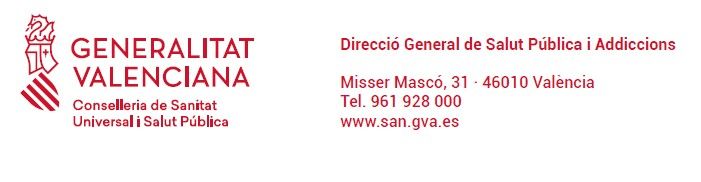 GENERALITAT
VALENCIANA
Conselleria de Sanitat
Universal i Salut Pública
Direcció General de Salut Pública i Addiccions
Misser Mascó, 31 · 46010 València
Tel. 961 928 000
www.san.gva.es